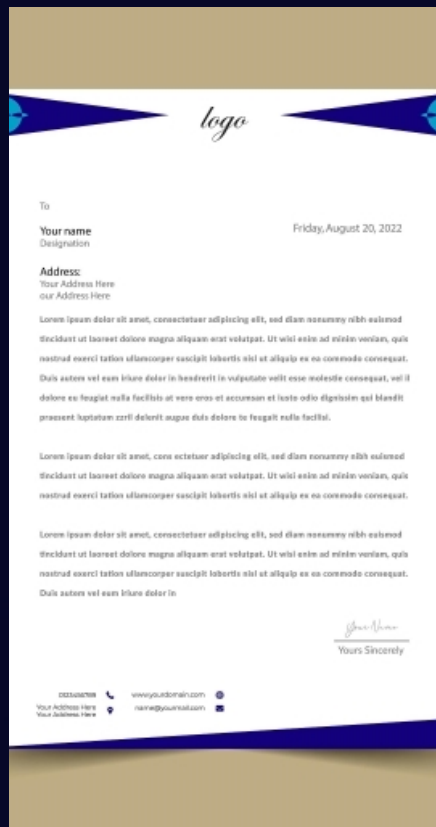 logo
To
Your name
Designation
Friday, August 20, 2022
Address:
Your Address Here
our Address Here
Lorem ipsum dolor sit amet, consectetuer adipiscing elit, sed diam nonummy nibh euismod
tincidunt ut laoreet dolore magna aliquam erat volutpat. Ut wisi enim ad minim veniam, quis
nostrud exerci tation ullamcorper suscipit lobortis nisl ut aliquip ex ea commodo consequat.
Duis autem vel eum iriure dolor in hendrerit in vulputate velit esse molestie consequat, vel il
dolore eu feugiat nulla facilisis at vero eros et accumsan et iusto odio dignissim qui blandit
praesent luptatum zzril delenit augue duis dolore te feugait nulla facilisi.
Lorem ipsum dolor sit amet, cons ectetuer adipiscing elit, sed diam nonummy nibh euismod
tincidunt ut laoreet dolore magna aliquam erat volutpat. Ut wisi enim ad minim veniam, quis
nostrud exerci tation ullamcorper suscipit lobortis nisl ut aliquip ex ea commodo consequat.
Lorem ipsum dolor sit amet, consectetuer adipiscing elit, sed diam nonummy nibh euismod
tincidunt ut laoreet dolore magna aliquam erat volutpat. Ut wisi enim ad minim veniam, quis
nostrud exerci tation ullamcorper suscipit lobortis nisl ut aliquip ex ea commodo consequat.
Duis autem vel eum iriure dolor in
Your Name
Yours Sincerely
www.yourdomain.com
Your Address Here
Your Address Here
name@yourmail.com